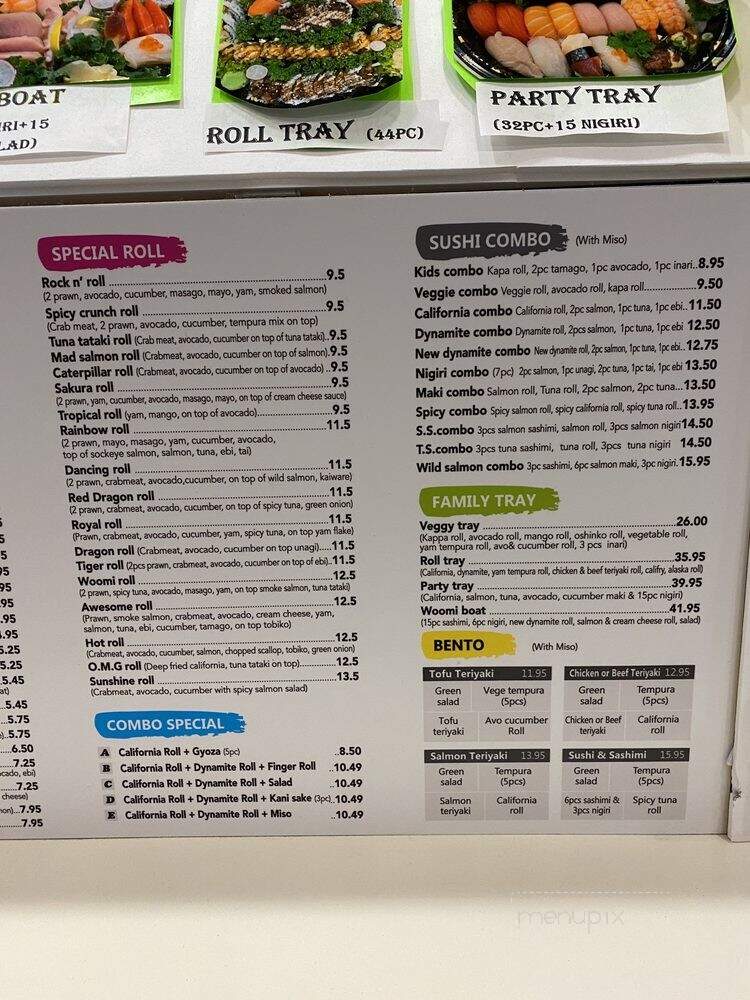 BOAT
IRI+15
LAD)
ROLL TRAY (44PC)
PARTY TRAY
(32PC+15 NIGIRI)
SPECIAL ROLL
Rock n' roll ........ 9.5
(2 prawn, avocado, cucumber, masago, mayo, yam, smoked salmon)
Spicy crunch roll ........ 9.5
(Crab meat, 2 prawn, avocado, cucumber, tempura mix on top)
Tuna tataki roll (Crab meat, avocado, cucumber on top of tuna tataki)..9.5
Mad salmon roll (Crabmeat, avocado, cucumber on top of salmon).9.5
Caterpillar roll (Crabmeat, avocado, cucumber on top of avocado) ..9.5
Sakura roll ........ 9.5
(2 prawn, yam, cucumber, avocado, masago, mayo, on top of cream cheese sauce)
Tropical roll (yam, mango, on top of avocado)........ 9.5
Rainbow roll ........ 11.5
(2 prawn, mayo, masago, yam, cucumber, avocado,
top of sockeye salmon, salmon, tuna, ebi, tai)
Dancing roll ........ 11.5
(2 prawn, crabmeat, avocado,cucumber, on top of wild salmon, kaiware)
Red Dragon roll ........ 11.5
(2 prawn, crabmeat, avocado, cucumber, on top of spicy tuna, green onion)
Royal roll ........ 11.5
(Prawn, crabmeat, avocado, cucumber, yam, spicy tuna, on top yam flake)
Dragon roll (Crabmeat, avocado, cucumber on top unagi).....11.5
Tiger roll (2pcs prawn, crabmeat, avocado, cucumber on top of ebi)..11.5
Woomi roll ........ 12.5
(2 prawn, spicy tuna, avocado, masago, yam, on top smoke salmon, tuna tataki)
Awesome roll ........ 12.5
(Prawn, smoke salmon, crabmeat, avocado, cream cheese, yam,
salmon, tuna, ebi, cucumber, tamago, on top tobiko)
Hot roll ........ 12.5
(Crabmeat, avocado, cucumber, salmon, chopped scallop, tobiko, green onion)
O.M.G roll (Deep fried california, tuna tataki on top)........ 12.5
Sunshine roll ........ 13.5
(Crabmeat, avocado, cucumber with spicy salmon salad)
COMBO SPECIAL
A California Roll + Gyoza (5pc) ..8.50
B California Roll + Dynamite Roll + Finger Roll ..10.49
C California Roll + Dynamite Roll + Salad ..10.49
D California Roll + Dynamite Roll + Kani sake (3pc)..10.49
E California Roll + Dynamite Roll + Miso ..10.49
SUSHI COMBO (With Miso)
Kids combo Kapa roll, 2pc tamago, 1pc avocado, 1pc inari..8.95
Veggie combo Veggie roll, avocado roll, kapa roll........ 9.50
California combo California roll, 2pc salmon, 1pc tuna, 1pc ebi..11.50
Dynamite combo Dynamite roll, 2pcs salmon, 1pc tuna, 1pc ebi 12.50
New dynamite combo New dynamite roll, 2pc salmon, 1pc tuna, 1pc ebi..12.75
Nigiri combo (7pc) 2pc salmon, 1pc unagi, 2pc tuna, 1pc tai, 1pc ebi 13.50
Maki combo Salmon roll, Tuna roll, 2pc salmon, 2pc tuna...13.50
Spicy combo Spicy salmon roll, spicy california roll, spicy tuna roll..13.95
S.S.combo 3pcs salmon sashimi, salmon roll, 3pcs salmon nigiri 14.50
T.S.combo 3pcs tuna sashimi, tuna roll, 3pcs tuna nigiri 14.50
Wild salmon combo 3pc sashimi, 6pc salmon maki, 3pc nigiri.15.95
FAMILY TRAY
Veggy tray ........ 26.00
(Kappa roll, avocado roll, mango roll, oshinko roll, vegetable roll,
yam tempura roll, avo& cucumber roll, 3 pcs inari)
Roll tray ........ 35.95
(California, dynamite, yam tempura roll, chicken & beef teriyaki roll, califry, alaska roll)
Party tray ........ 39.95
(California, salmon, tuna, avocado, cucumber maki & 15pc nigiri)
Woomi boat ........ 41.95
(15pc sashimi, 6pc nigiri, new dynamite roll, salmon & cream cheese roll, salad)
BENTO (With Miso)
Tofu Teriyaki 11.95
Green salad
Vege tempura (5pcs)
Tofu teriyaki
Avo cucumber Roll
Chicken or Beef Teriyaki 12.95
Green salad
Tempura (5pcs)
Chicken or Beef teriyaki
California roll
Salmon Teriyaki 13.95
Green salad
Tempura (5pcs)
Salmon teriyaki
California roll
Sushi & Sashimi 15.95
Green salad
Tempura (5pcs)
6pcs sashimi & 3pcs nigiri
Spicy tuna roll
5.25
5.25
5.45
5.45
5.75
5.75
6.50
7.25
cado, ebi)
7.25
cheese)
7.95
7.95
menupix